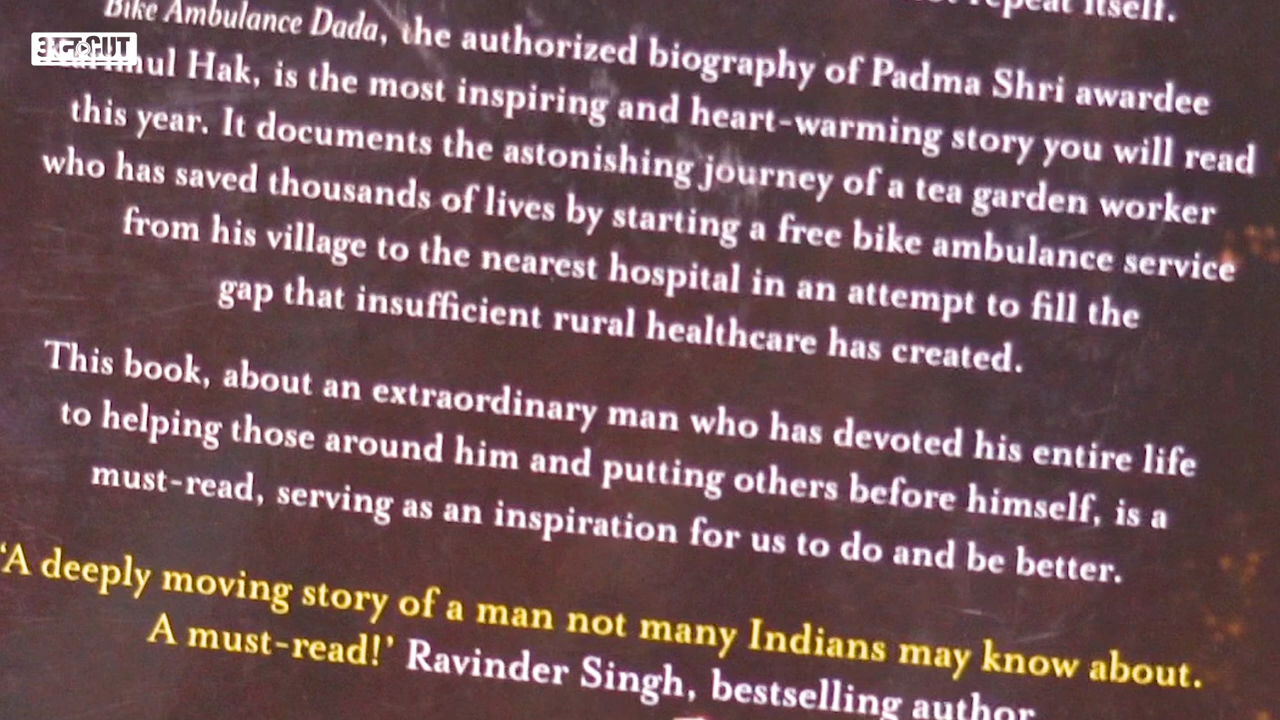 repeat itself.
Bike Ambulance Dada, the authorized biography of Padma Shri awardee
Hak, is the most inspiring and heart-warming story you will read
this year. It documents the astonishing journey of a tea garden worker
who has saved thousands of lives by starting a free bike ambulance service
from his village to the nearest hospital in an attempt to fill the
gap that insufficient rural healthcare has created.
This book, about an extraordinary man who has devoted his entire life
to helping those around him and putting others before himself, is a
must-read, serving as an inspiration for us to do and be better.
‘A deeply moving story of a man not many Indians may know about.
A must-read!’ Ravinder Singh, bestselling author